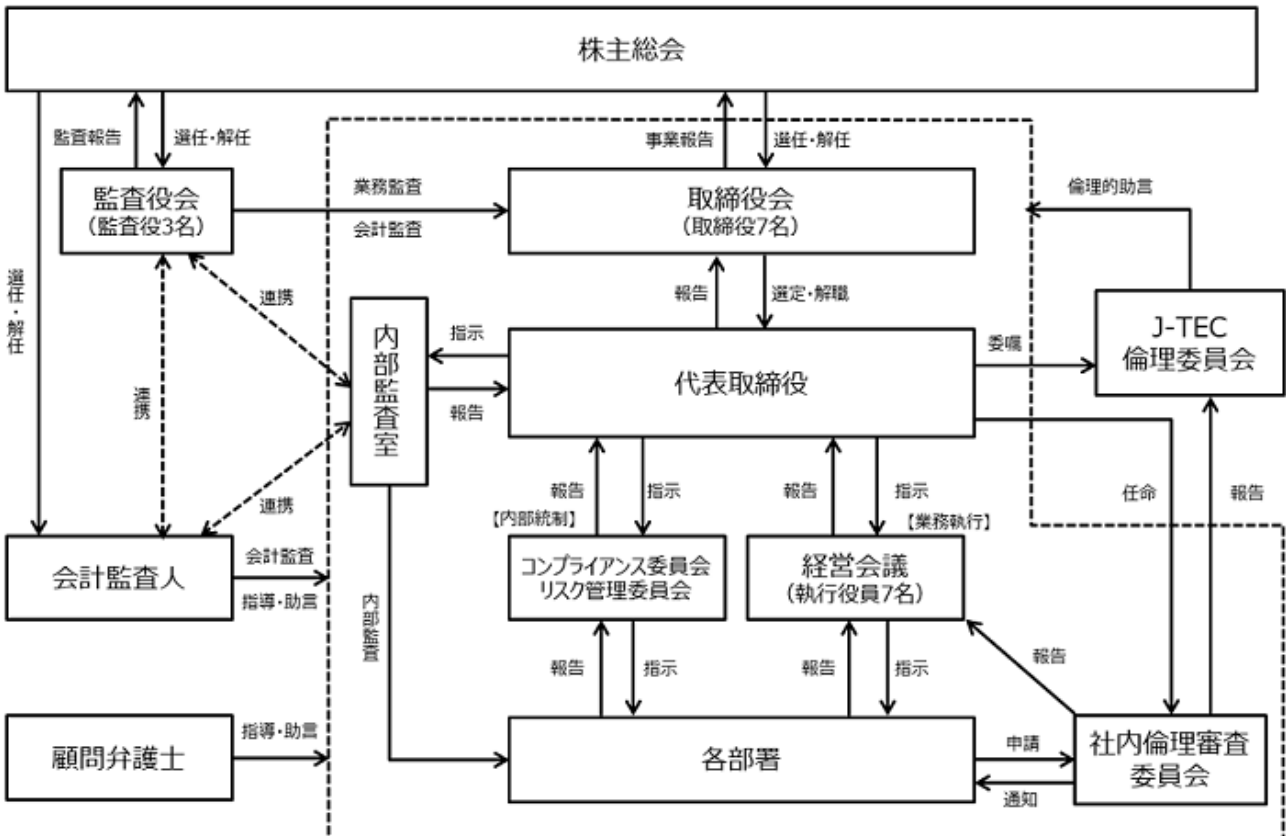 株主総会
監査報告
選任・解任
事業報告
選任・解任
監査役会
(監査役3名)
業務監査
会計監査
取締役会
(取締役7名)
倫理的助言
選任・解任
連携
連携
報告
選定・解職
内部監査室
指示
報告
代表取締役
委嘱
J-TEC
倫理委員会
連携
報告
指示
報告
指示
任命
報告
【内部統制】
【業務執行】
会計監査人
会計監査
指導・助言
コンプライアンス委員会
リスク管理委員会
経営会議
(執行役員7名)
内部監査
報告
指示
報告
指示
報告
顧問弁護士
指導・助言
各部署
申請
通知
社内倫理審査
委員会